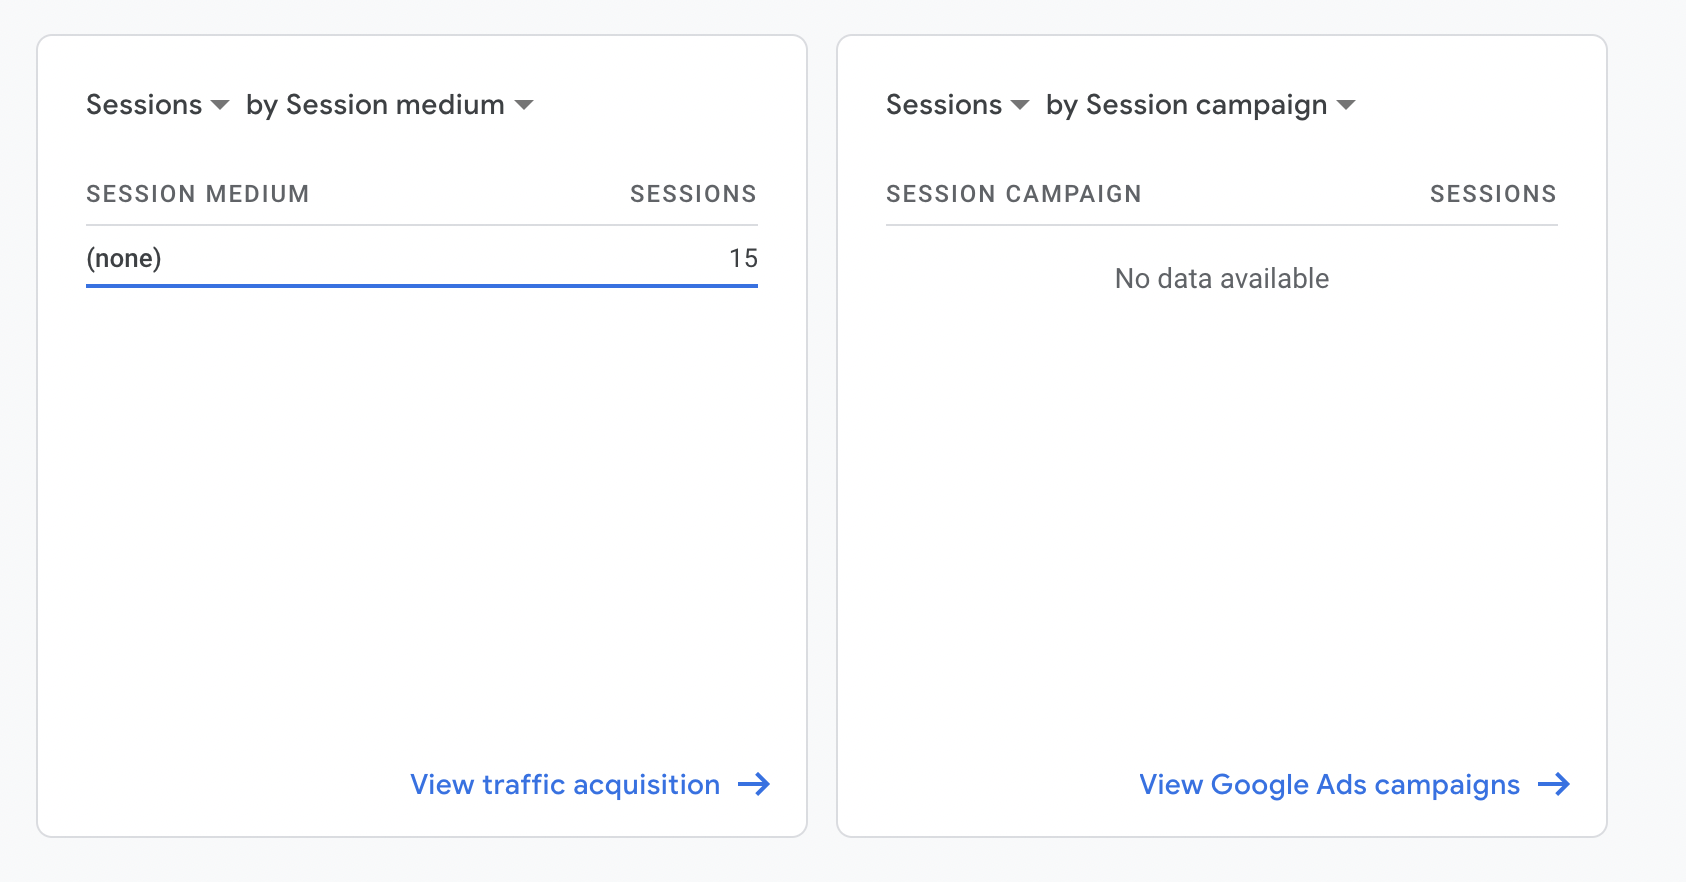 Sessions by Session medium
SESSION MEDIUM SESSIONS
(none) 15
View traffic acquisition
Sessions by Session campaign
SESSION CAMPAIGN SESSIONS
No data available
View Google Ads campaigns